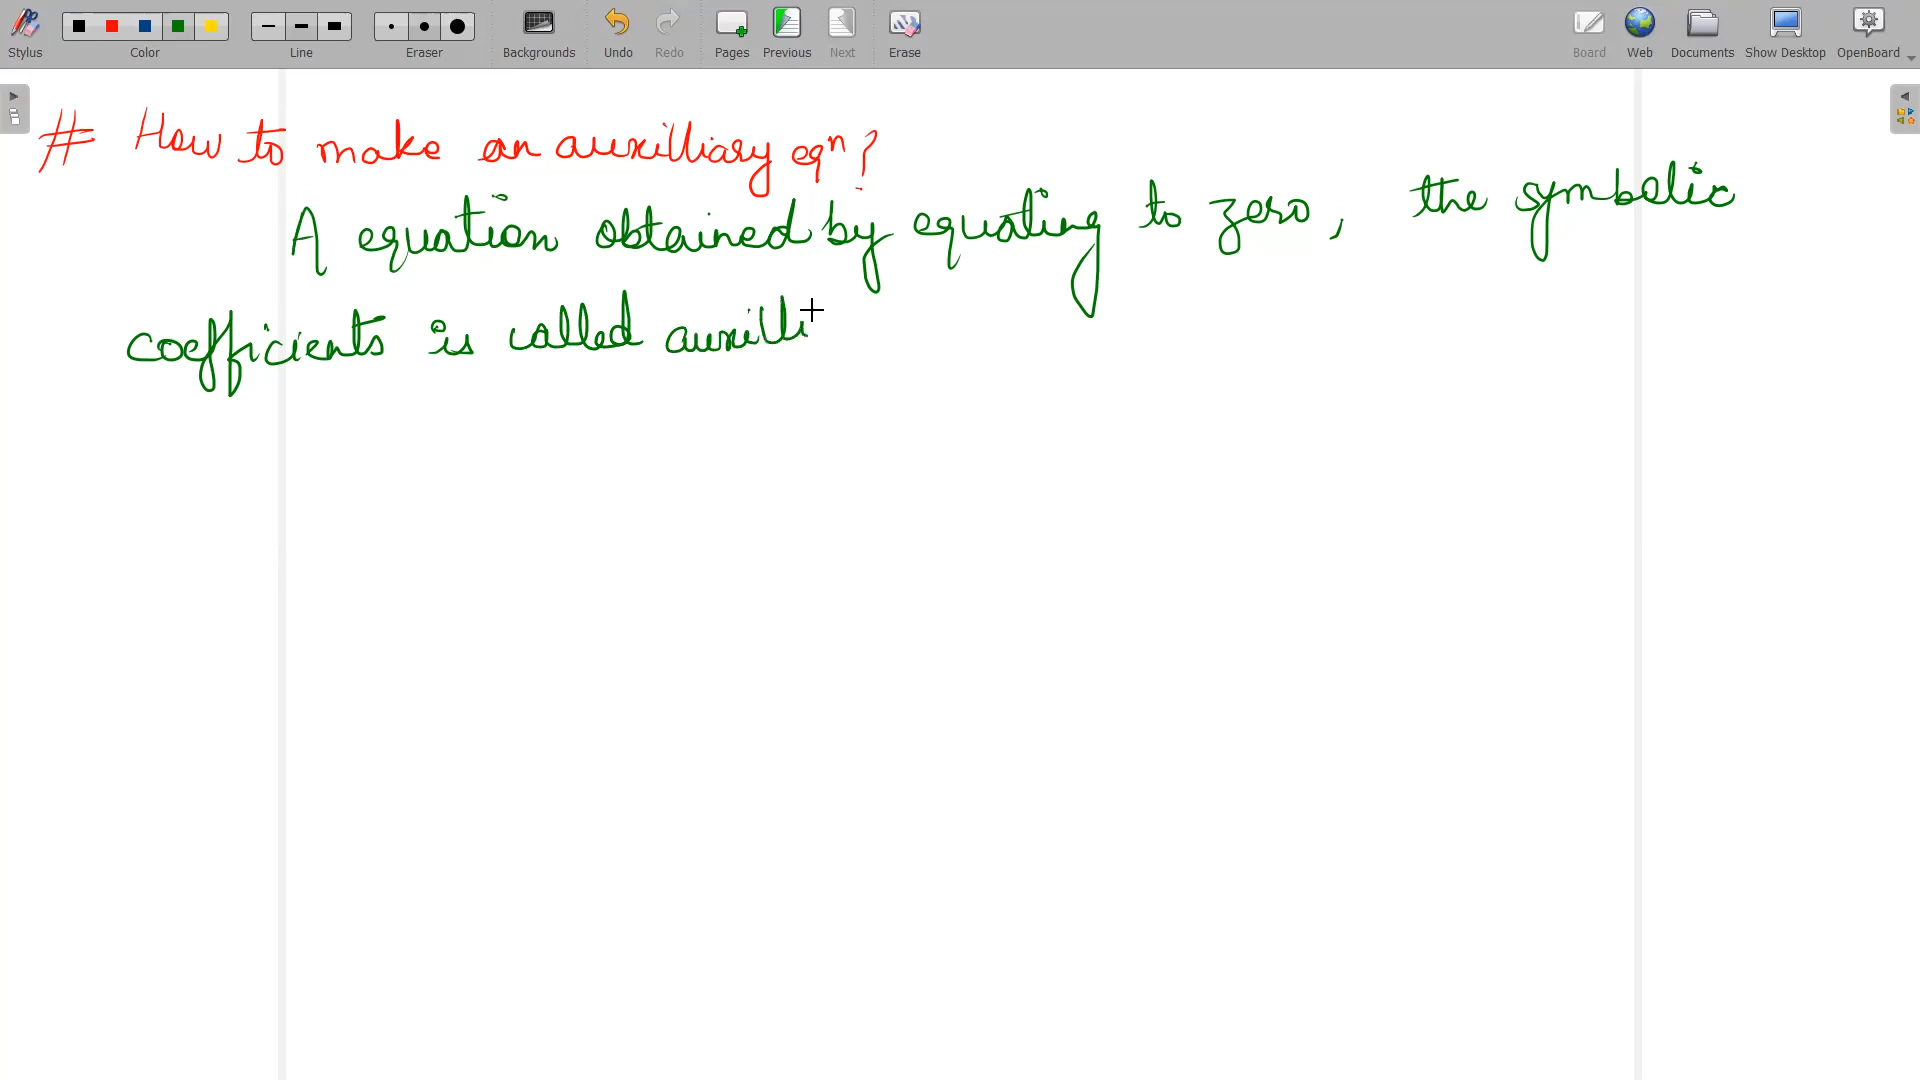 Stylus Color Line Eraser Backgrounds Undo Redo Pages Previous Next Erase Board Web Documents Show Desktop OpenBoard
# How to make an auxilliary eqn?
A equation obtained by equating to zero, the symbolic
coefficients is called auxilli